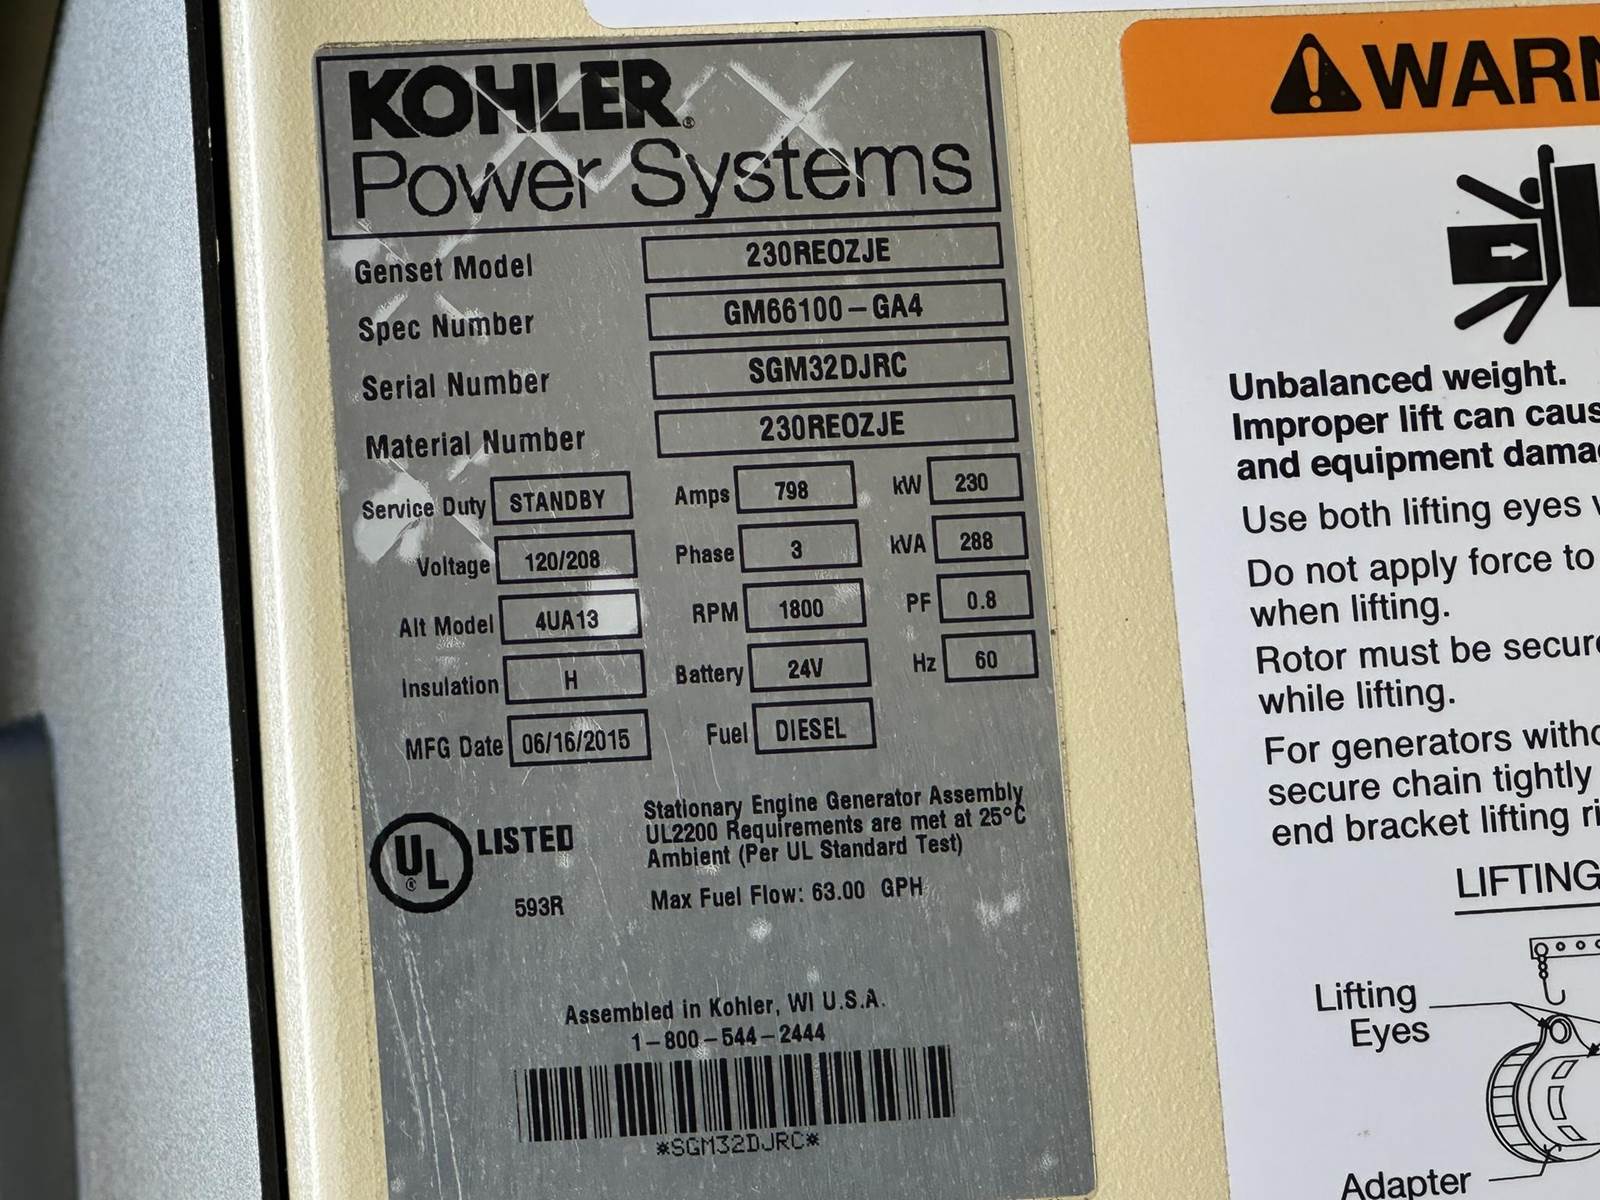 KOHLER®
Power Systems
Genset Model 230REOZJE
Spec Number GM66100-GA4
Serial Number SGM32DJRC
Material Number 230REOZJE
Service Duty STANDBY Amps 798 kW 230
Voltage 120/208 Phase 3 kVA 288
Alt Model 4UA13 RPM 1800 PF 0.8
Insulation H Battery 24V Hz 60
MFG Date 06/16/2015 Fuel DIESEL
UL® LISTED
593R
Stationary Engine Generator Assembly
UL2200 Requirements are met at 25°C
Ambient (Per UL Standard Test)
Max Fuel Flow: 63.00 GPH
Assembled in Kohler, WI U.S.A.
1-800-544-2444
*SGM32DJRC*
WARN
Unbalanced weight.
Improper lift can caus
and equipment dama
Use both lifting eyes
Do not apply force to
when lifting.
Rotor must be secure
while lifting.
For generators witho
secure chain tightly
end bracket lifting ri
LIFTING
Lifting
Eyes
Adapter